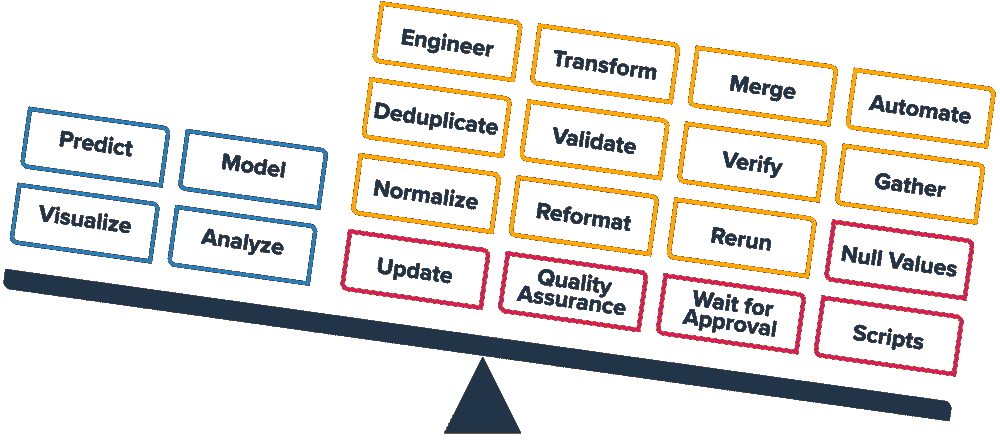 Engineer
Transform
Merge
Automate
Deduplicate
Validate
Verify
Gather
Predict
Model
Normalize
Reformat
Rerun
Null Values
Visualize
Analyze
Update
Quality
Assurance
Wait for
Approval
Scripts